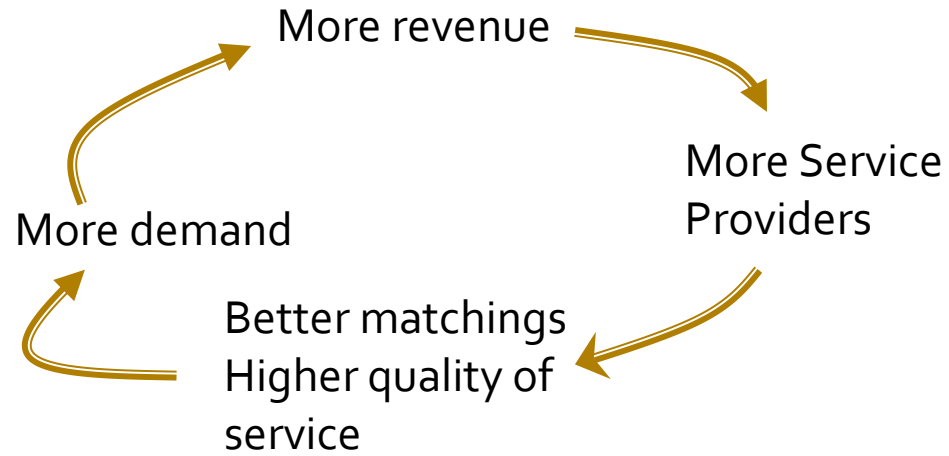 More revenue
More Service
Providers
More demand
Better matchings
Higher quality of
service